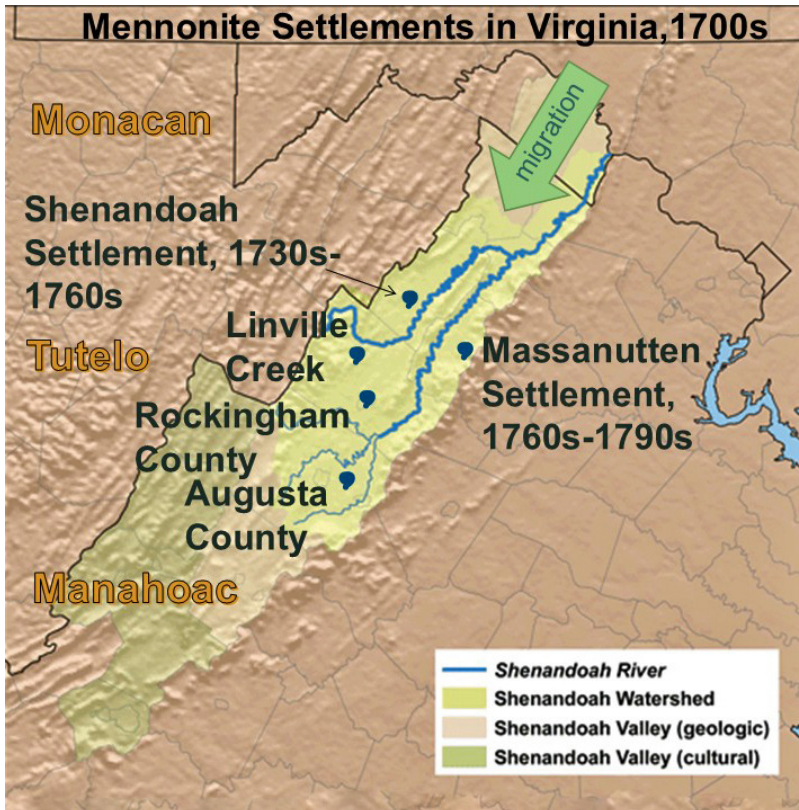 Mennonite Settlements in Virginia,1700s
migration
Monacan
Shenandoah
Settlement, 1730s-
1760s
Linville
Creek
Tutelo
Massanutten
Settlement,
1760s-1790s
Rockingham
County
Augusta
County
Manahoac
Shenandoah River
Shenandoah Watershed
Shenandoah Valley (geologic)
Shenandoah Valley (cultural)